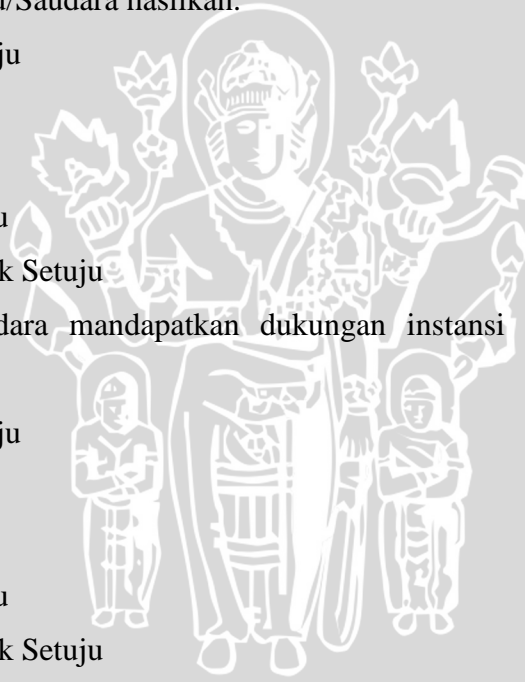 /Saudara hasilkan.
ju
u
k Setuju
dara mandapatkan dukungan instansi
ju
u
k Setuju